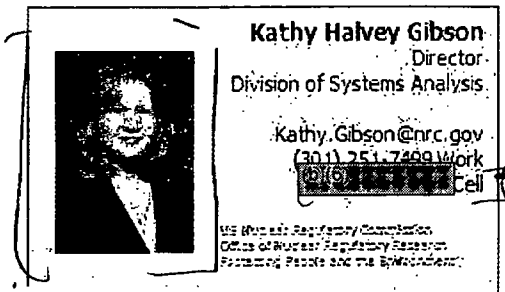 Kathy Halvey Gibson
Director
Division of Systems Analysis
Kathy.Gibson@nrc.gov
(301) 251-7499 Work
(b)(6)
Cell
US Nuclear Regulatory Commission
Office of Nuclear Regulatory Research
Protecting People and the Environment